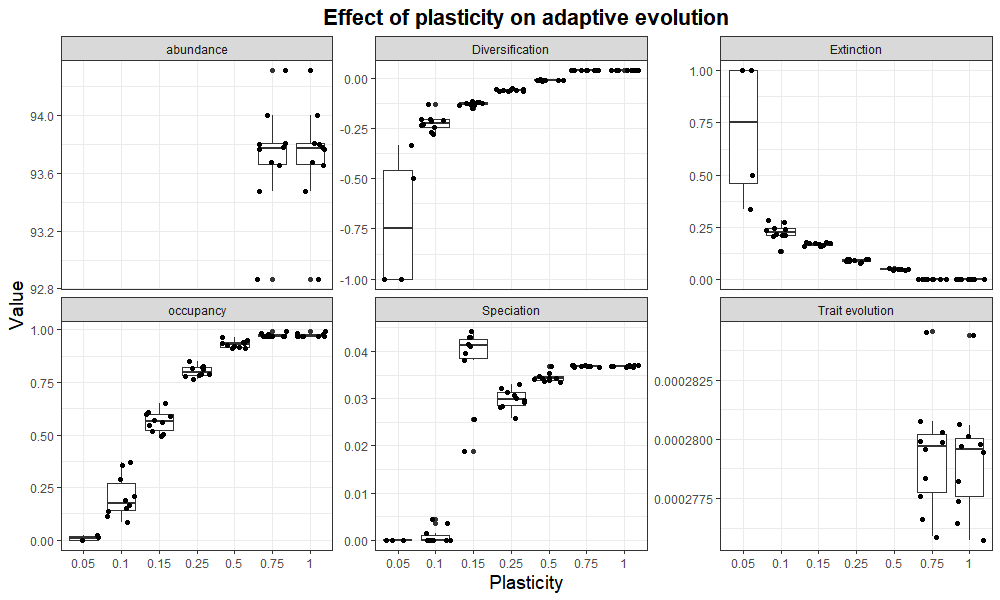 Effect of plasticity on adaptive evolution
abundance
Diversification
Extinction
94.0
93.6
93.2
92.8
0.00
-0.25
-0.50
-0.75
-1.00
1.00
0.75
0.50
0.25
0.00
Value
occupancy
Speciation
Trait evolution
1.00
0.75
0.50
0.25
0.00
0.04
0.03
0.02
0.01
0.00
0.0002825
0.0002800
0.0002775
0.05 0.1 0.15 0.25 0.5 0.75 1
0.05 0.1 0.15 0.25 0.5 0.75 1
0.05 0.1 0.15 0.25 0.5 0.75 1
Plasticity